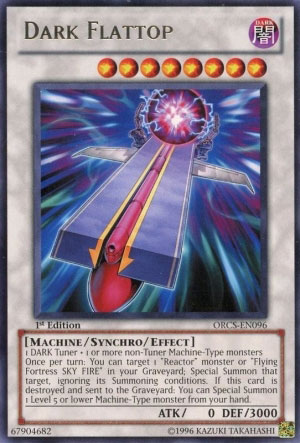 DARK FLATTOP
DARK
闇
1st Edition
ORCS-EN096
[MACHINE/SYNCHRO/EFFECT]
1 DARK Tuner + 1 or more non-Tuner Machine-Type monsters
Once per turn: You can target 1 "Reactor" monster or "Flying
Fortress SKY FIRE" in your Graveyard; Special Summon that
target, ignoring its Summoning conditions. If this card is
destroyed and sent to the Graveyard: You can Special Summon
1 Level 5 or lower Machine-Type monster from your hand.
ATK/ 0 DEF/3000
67904682
©1996 KAZUKI TAKAHASHI